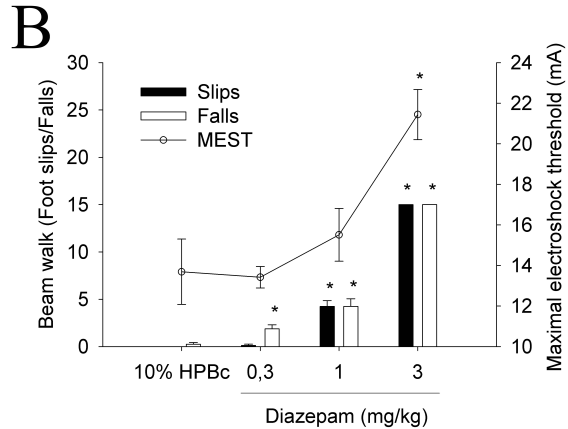 B
Beam walk (Foot slips/Falls)
30
25
20
15
10
5
0
Slips
Falls
MEST
*
*
*
*
*
*
Maximal electroshock threshold (mA)
24
22
20
18
16
14
12
10
10% HPBc 0,3 1 3
Diazepam (mg/kg)